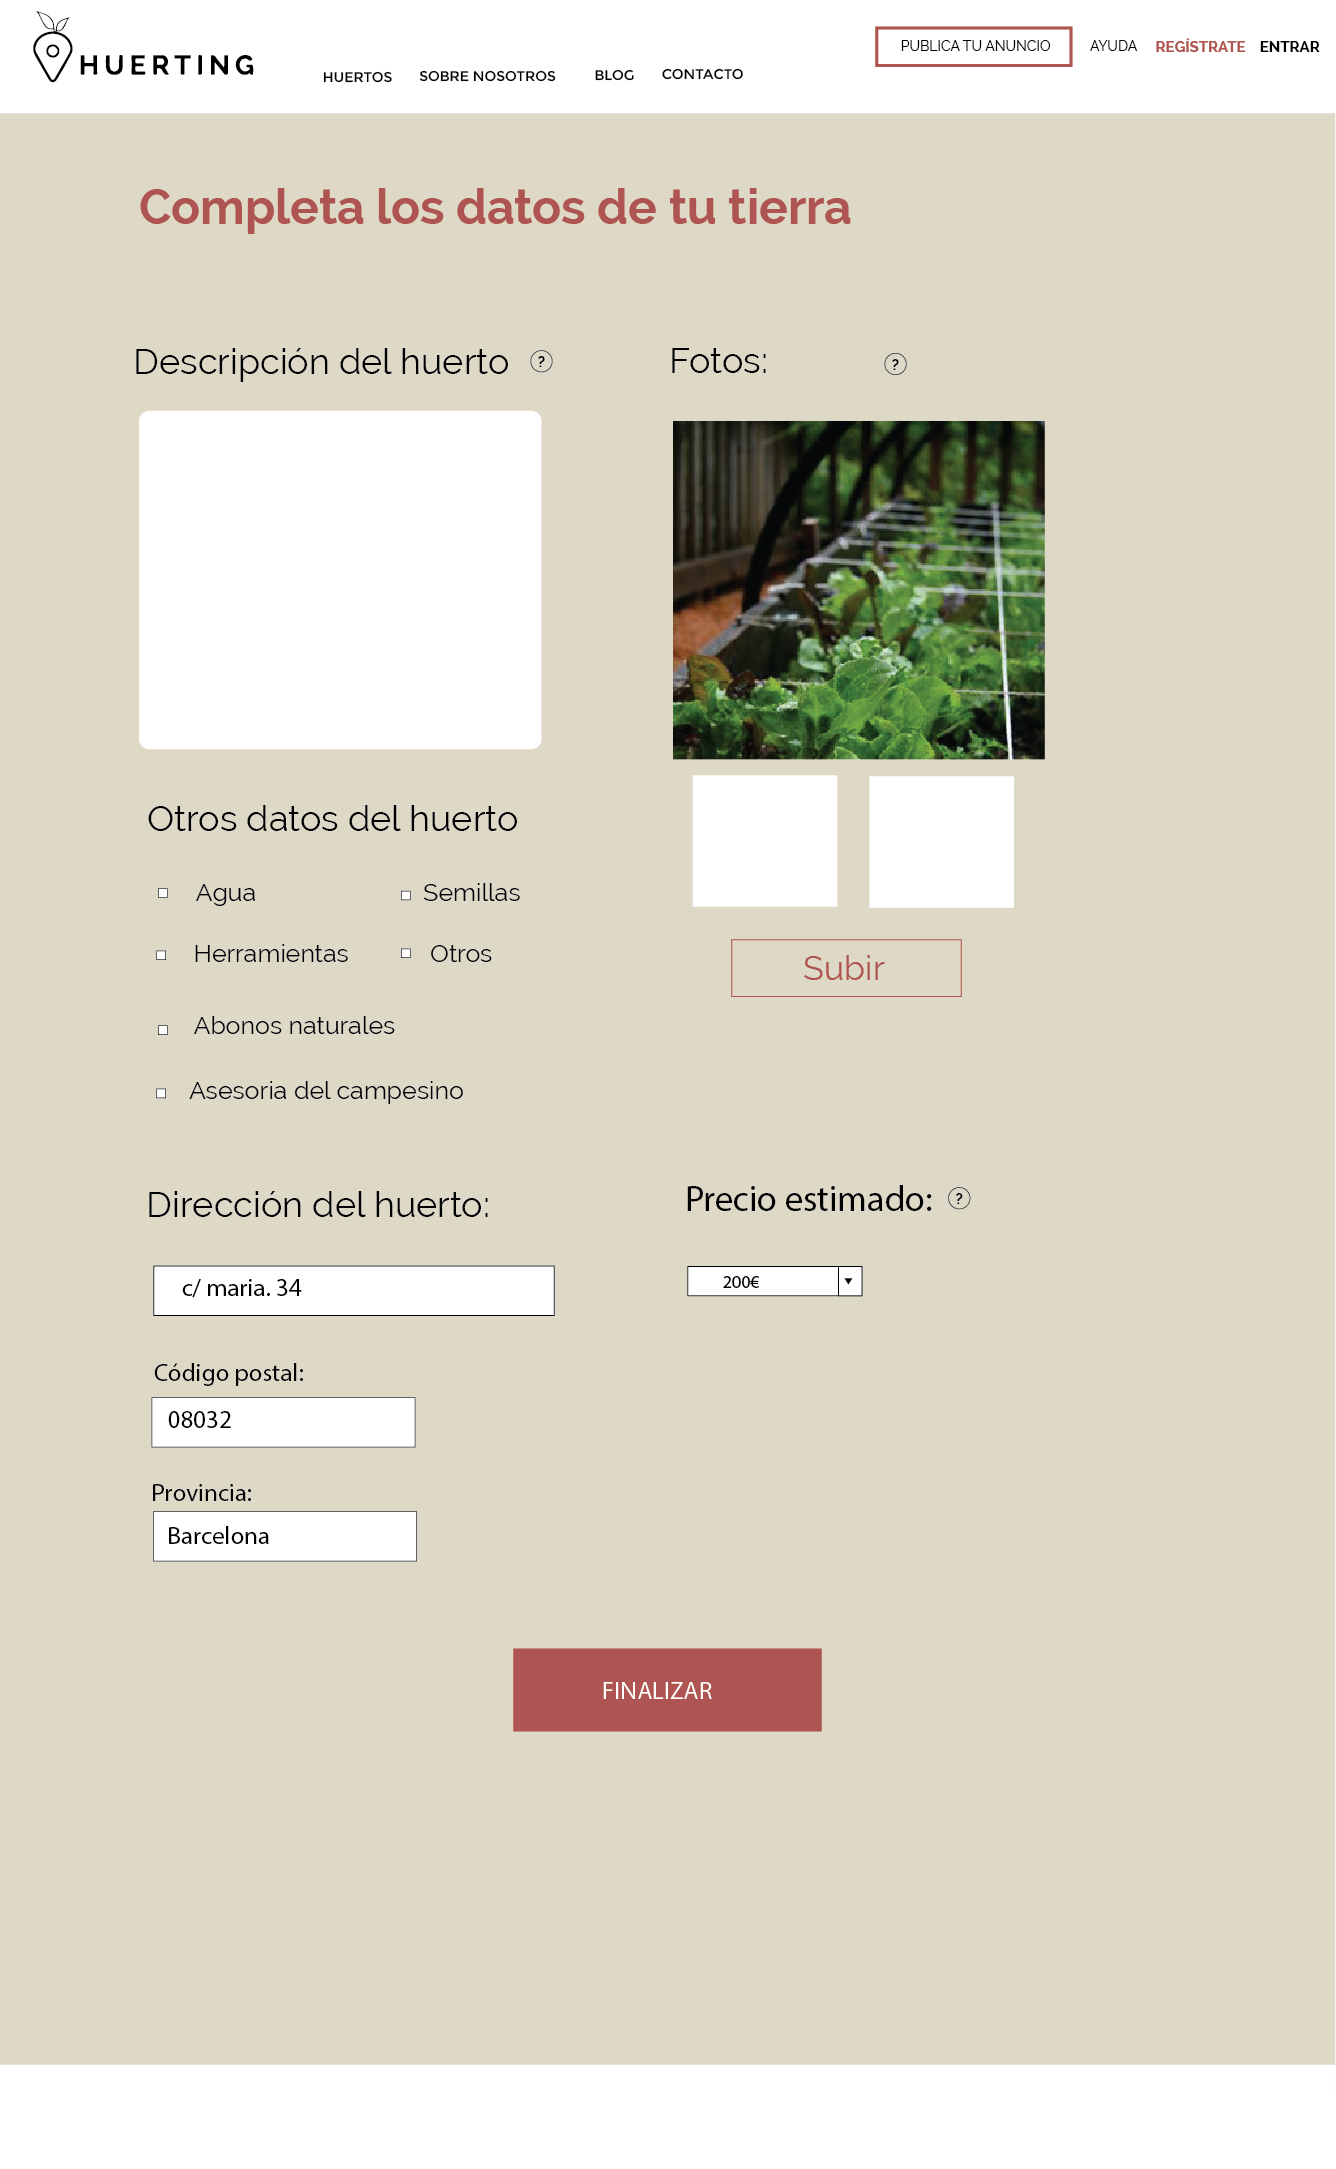 HUERTING
HUERTOS
SOBRE NOSOTROS
BLOG
CONTACTO
PUBLICA TU ANUNCIO
AYUDA
REGÍSTRATE
ENTRAR
Completa los datos de tu tierra
Descripción del huerto ?
Fotos: ?
Otros datos del huerto
Agua
Semillas
Herramientas
Otros
Abonos naturales
Asesoria del campesino
Subir
Dirección del huerto:
c/ maria. 34
Código postal:
08032
Provincia:
Barcelona
Precio estimado: ?
200€
FINALIZAR